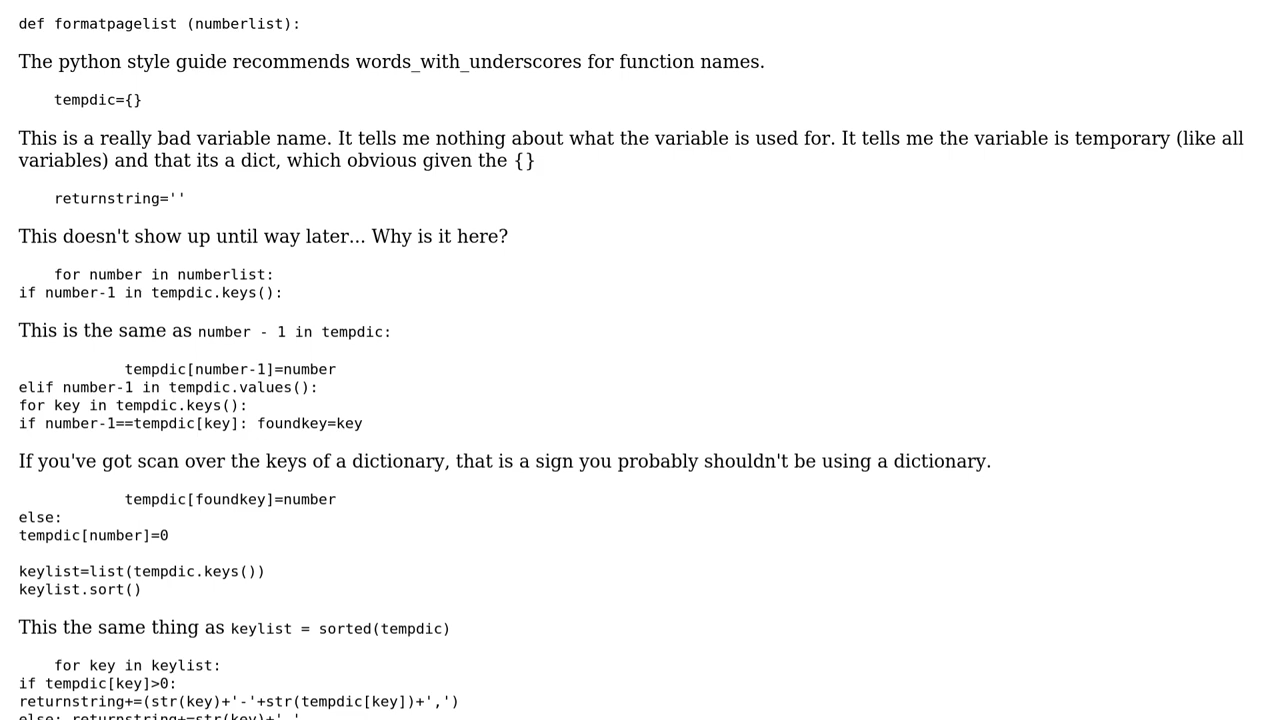 def formatpagelist (numberlist):
The python style guide recommends words_with_underscores for function names.
tempdic={}
This is a really bad variable name. It tells me nothing about what the variable is used for. It tells me the variable is temporary (like all
variables) and that its a dict, which obvious given the {}
returnstring=''
This doesn't show up until way later... Why is it here?
for number in numberlist:
if number-1 in tempdic.keys():
This is the same as number - 1 in tempdic:
tempdic[number-1]=number
elif number-1 in tempdic.values():
for key in tempdic.keys():
if number-1==tempdic[key]: foundkey=key
If you've got scan over the keys of a dictionary, that is a sign you probably shouldn't be using a dictionary.
tempdic[foundkey]=number
else:
tempdic[number]=0
keylist=list(tempdic.keys())
keylist.sort()
This the same thing as keylist = sorted(tempdic)
for key in keylist:
if tempdic[key]>0:
returnstring+=(str(key)+'-'+str(tempdic[key])+',')
else: returnstring+=str(key)+','